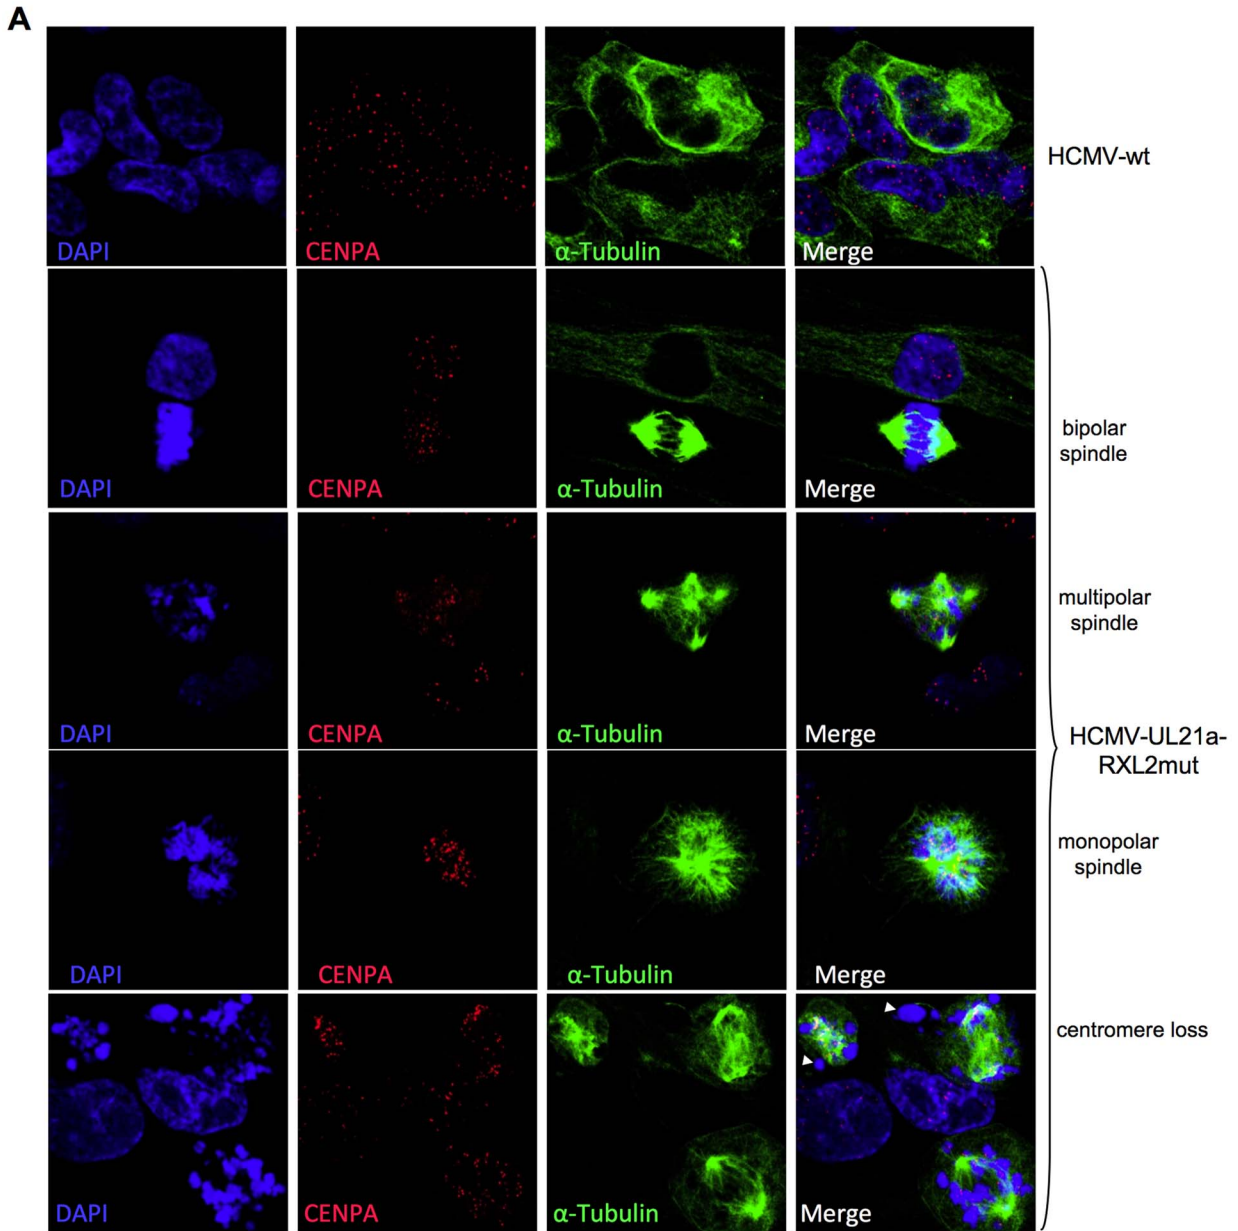 A
DAPI
CENPA
α-Tubulin
Merge
HCMV-wt
DAPI
CENPA
α-Tubulin
Merge
bipolar
spindle
DAPI
CENPA
α-Tubulin
Merge
multipolar
spindle
HCMV-UL21a-
RXL2mut
DAPI
CENPA
α-Tubulin
Merge
monopolar
spindle
DAPI
CENPA
α-Tubulin
Merge
centromere loss